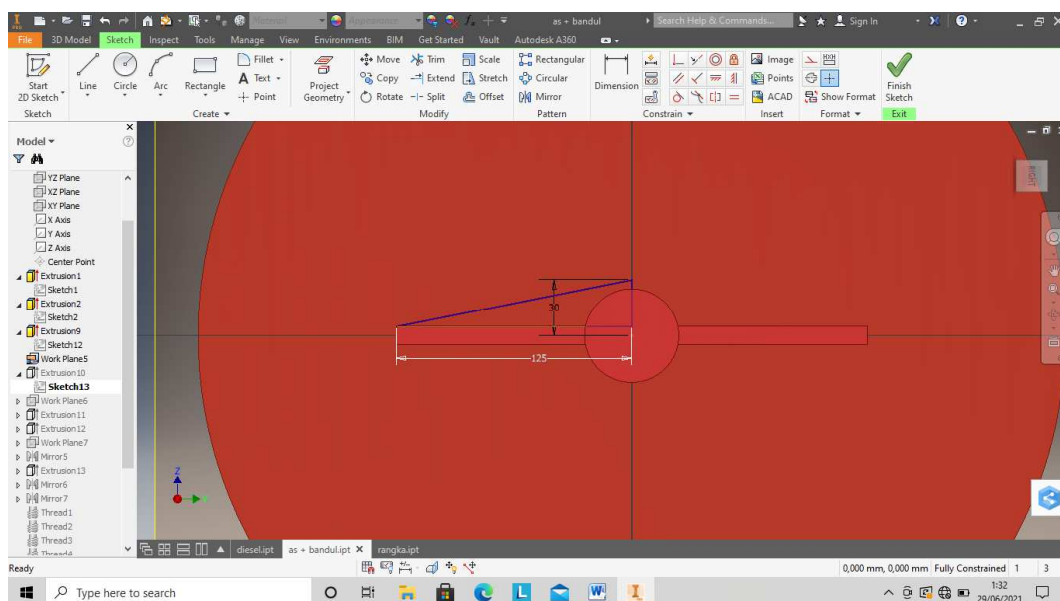 PRO
Material
Appearance
as + bandul
Search Help & Commands...
Sign In
File 3D Model Sketch Inspect Tools Manage View Environments BIM Get Started Vault Autodesk A360
Start 2D Sketch
Line
Circle
Arc
Rectangle
Fillet
Text
Point
Project Geometry
Move
Trim
Scale
Copy
Extend
Stretch
Rotate
Split
Offset
Rectangular
Circular
Mirror
Dimension
Image
Points
ACAD
Show Format
Finish Sketch
Sketch
Create
Modify
Pattern
Constrain
Insert
Format
Exit
Model
YZ Plane
XZ Plane
XY Plane
X Axis
Y Axis
Z Axis
Center Point
Extrusion1
Sketch1
Extrusion2
Sketch2
Extrusion9
Sketch12
Work Plane5
Extrusion10
Sketch13
Work Plane6
Extrusion11
Extrusion12
Work Plane7
Mirror5
Extrusion13
Mirror6
Mirror7
Thread1
Thread2
Thread3
Thread4
RIGHT
30
125
Z
diesel.ipt
as + bandul.ipt
rangka.ipt
Ready
0,000 mm, 0,000 mm Fully Constrained 1 3
Type here to search
1:32
29/06/2021